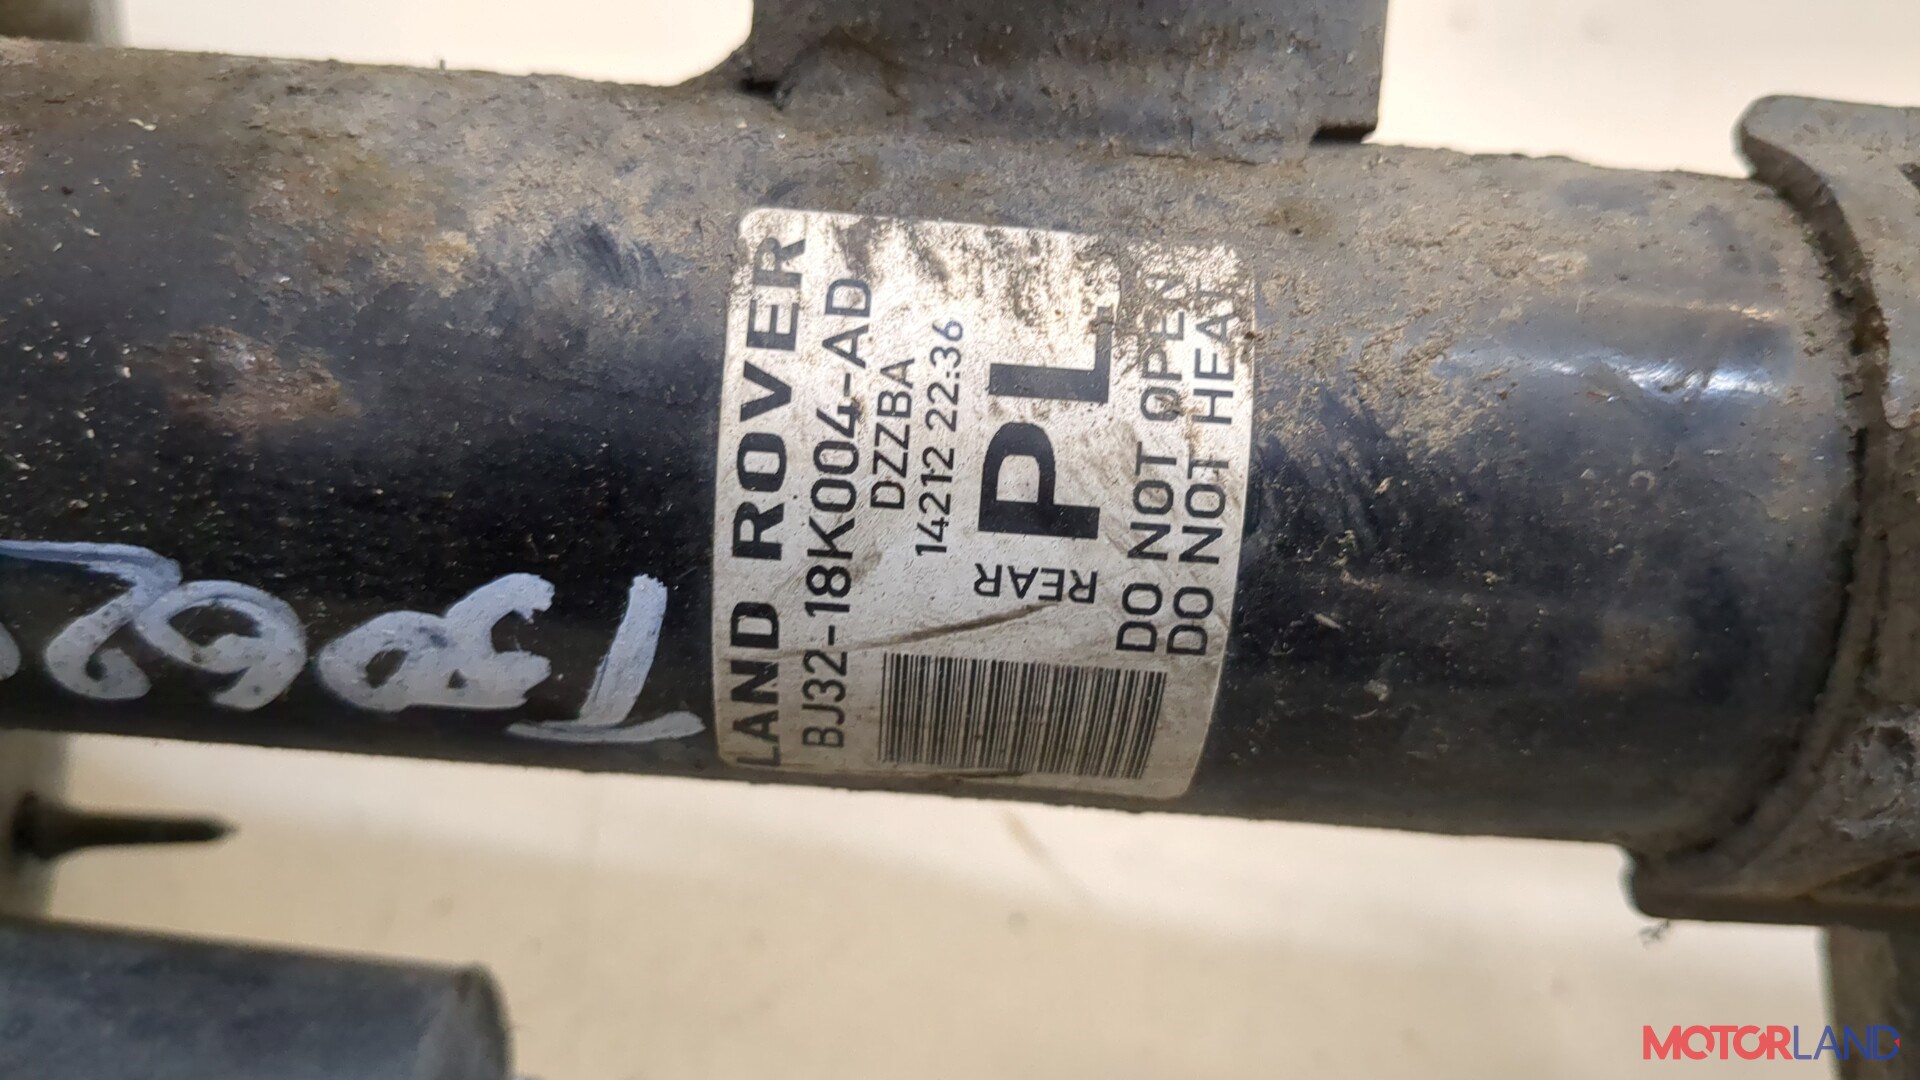 LAND ROVER
BJ32-18K004-AD
DZZBA
14212 22:36
REAR
PL
DO NOT OPEN
DO NOT HEAT
MOTORLAND